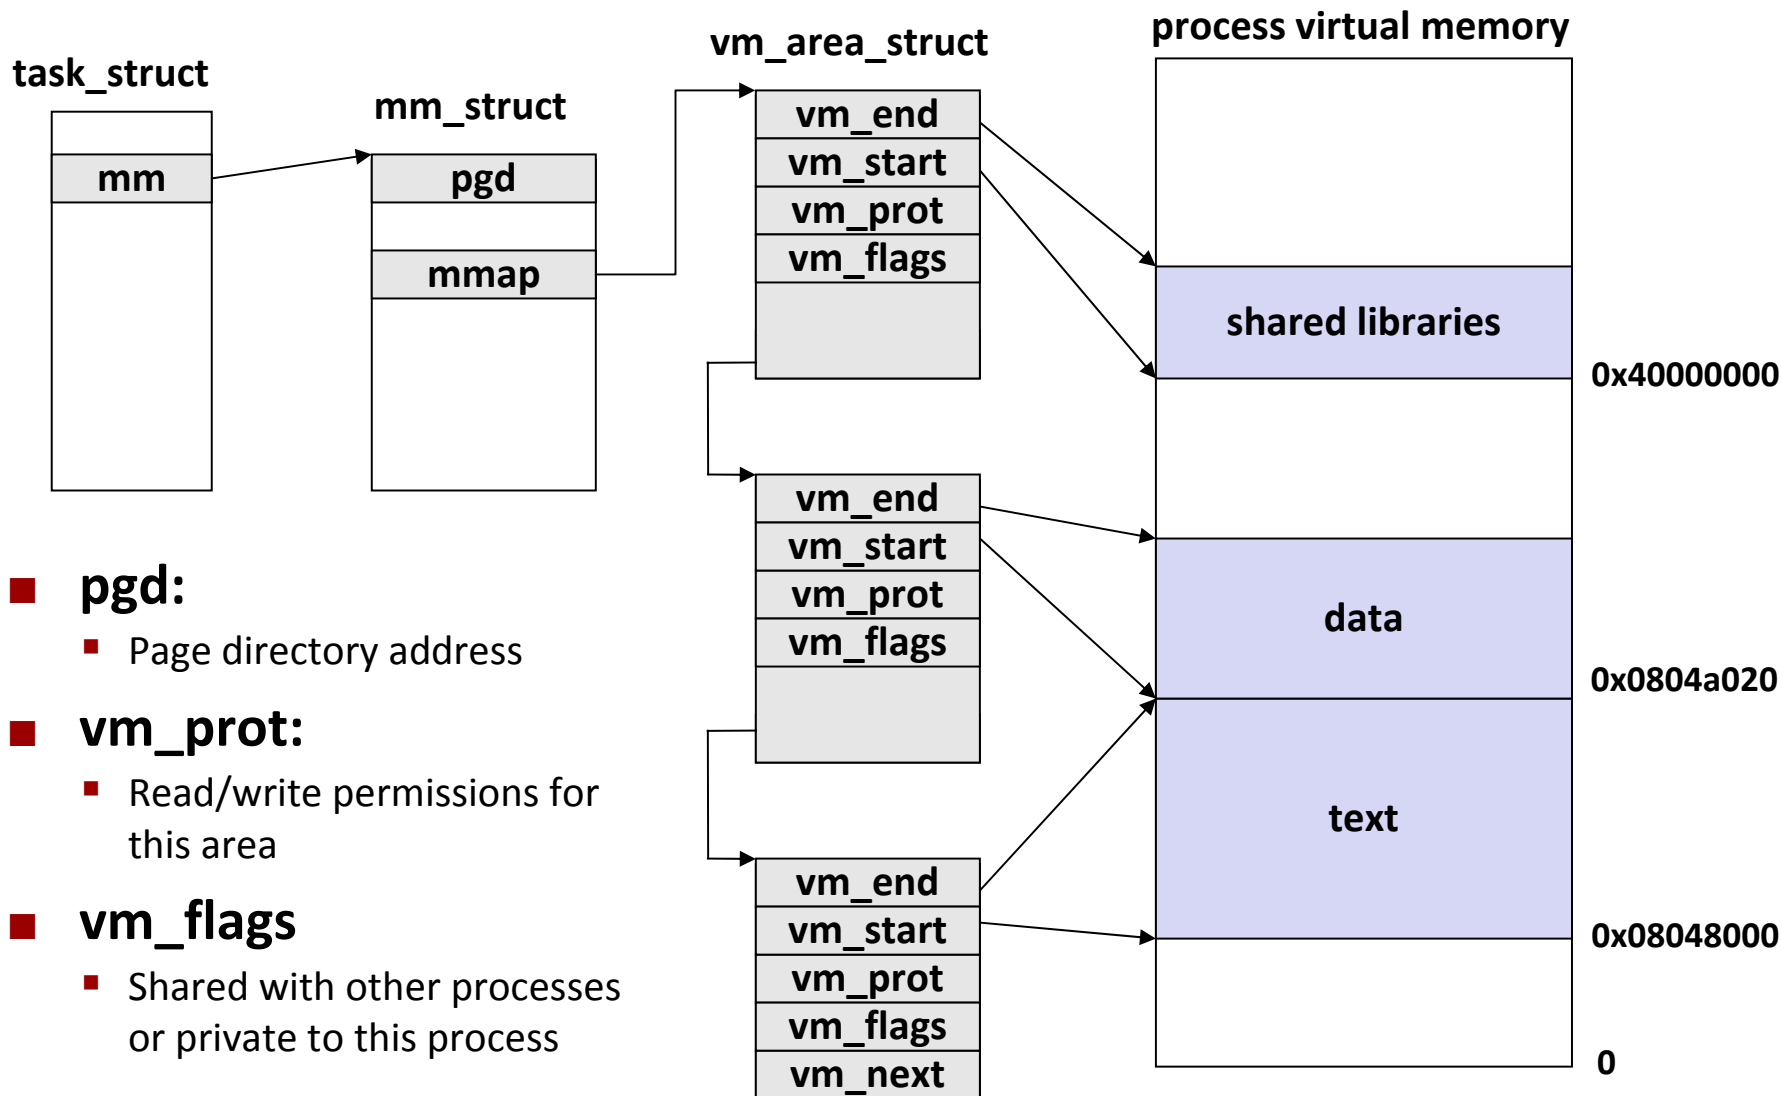 process virtual memory
vm_area_struct
task_struct
mm_struct
mm
pgd
mmap
vm_end
vm_start
vm_prot
vm_flags
shared libraries
0x40000000
vm_end
vm_start
vm_prot
vm_flags
data
0x0804a020
text
vm_end
vm_start
vm_prot
vm_flags
vm_next
0x08048000
0
pgd:
Page directory address
vm_prot:
Read/write permissions for
this area
vm_flags
Shared with other processes
or private to this process